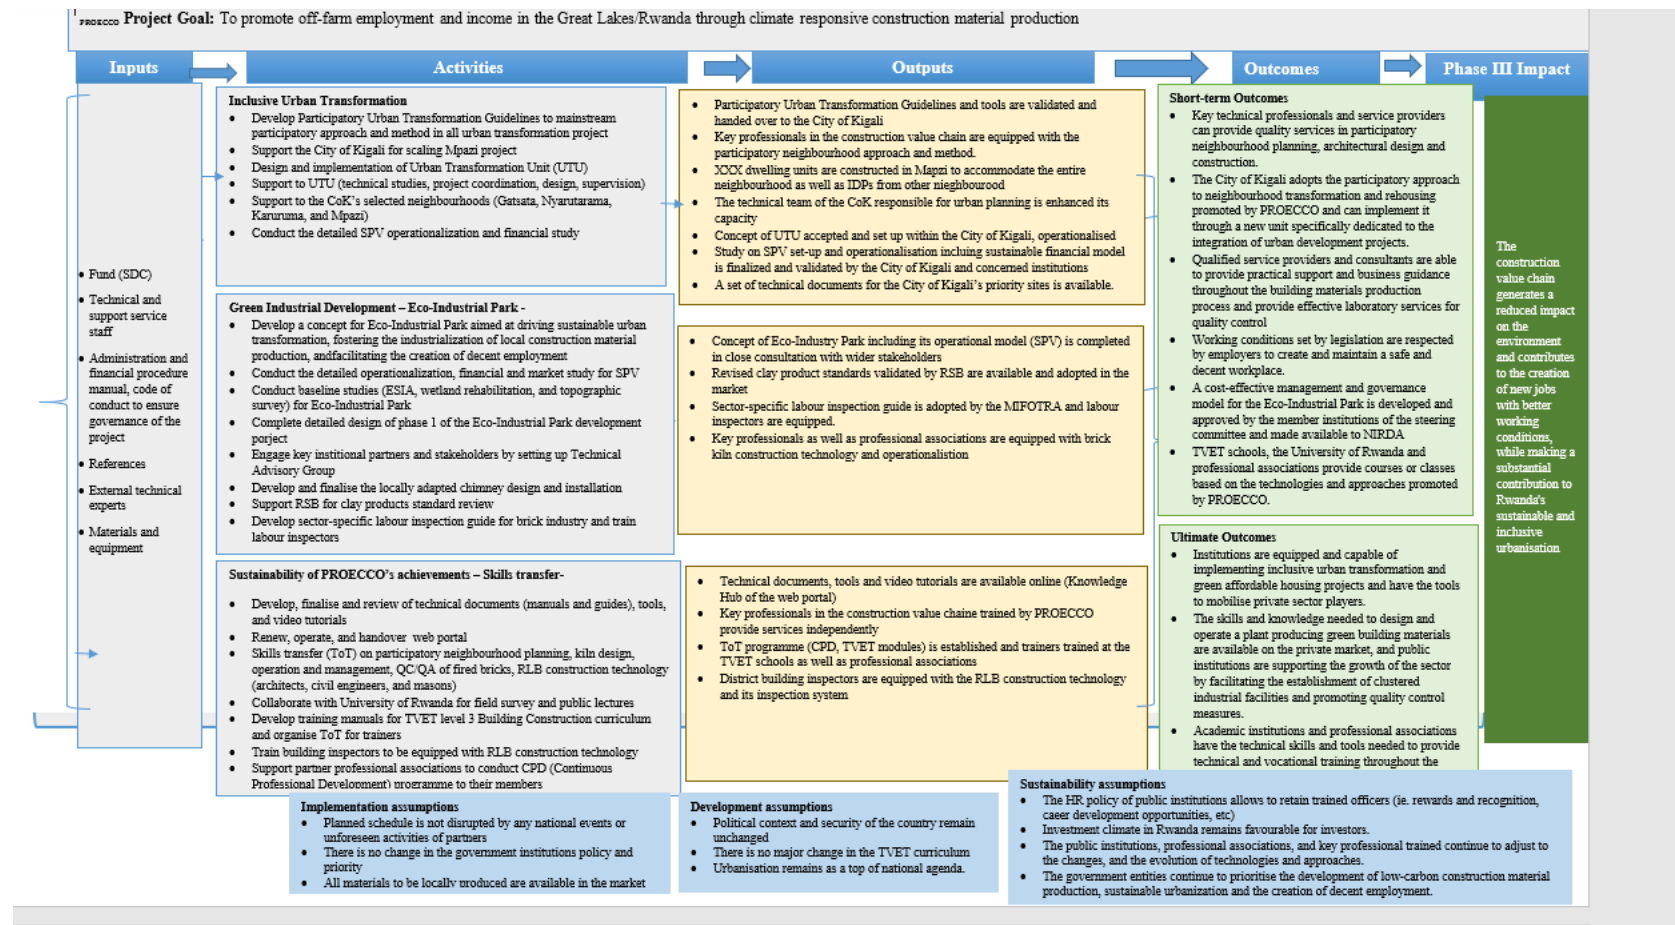 PROECCO Project Goal: To promote off-farm employment and income in the Great Lakes/Rwanda through climate responsive construction material production
Inputs
Activities
Outputs
Outcomes
Phase III Impact
• Fund (SDC)
• Technical and
support service
staff
• Administration and
financial procedure
manual, code of
conduct to ensure
governance of the
project
• References
• External technical
experts
• Materials and
equipment
Inclusive Urban Transformation
• Develop Participatory Urban Transformation Guidelines to mainstream
participatory approach and method in all urban transformation project
• Support the City of Kigali for scaling Mpazi project
• Design and implementation of Urban Transformation Unit (UTU)
• Support to UTU (technical studies, project coordination, design, supervision)
• Support to the CoK's selected neighbourhoods (Gatsata, Nyarutarama,
Karuruma, and Mpazi)
• Conduct the detailed SPV operationalization and financial study
Green Industrial Development – Eco-Industrial Park -
• Develop a concept for Eco-Industrial Park aimed at driving sustainable urban
transformation, fostering the industrialization of local construction material
production, andfacilitating the creation of decent employment
• Conduct the detailed operationalization, financial and market study for SPV
• Conduct baseline studies (ESIA, wetland rehabilitation, and topographic
survey) for Eco-Industrial Park
• Complete detailed design of phase 1 of the Eco-Industrial Park development
porject
• Engage key institional partners and stakeholders by setting up Technical
Advisory Group
• Develop and finalise the locally adapted chimney design and installation
• Support RSB for clay products standard review
• Develop sector-specific labour inspection guide for brick industry and train
labour inspectors
Sustainability of PROECCO's achievements – Skills transfer-
• Develop, finalise and review of technical documents (manuals and guides), tools,
and video tutorials
• Renew, operate, and handover web portal
• Skills transfer (ToT) on participatory neighbourhood planning, kiln design,
operation and management, QC/QA of fired bricks, RLB construction technology
(architects, civil engineers, and masons)
• Collaborate with University of Rwanda for field survey and public lectures
• Develop training manuals for TVET level 3 Building Construction curriculum
and organise ToT for trainers
• Train building inspectors to be equipped with RLB construction technology
• Support partner professional associations to conduct CPD (Continuous
Professional Development) programme to their members
• Participatory Urban Transformation Guidelines and tools are validated and
handed over to the City of Kigali
• Key professionals in the construction value chain are equipped with the
participatory neighbourhood approach and method.
• XXX dwelling units are constructed in Mapzi to accommodate the entire
neighbourhood as well as IDPs from other nieghbourood
• The technical team of the CoK responsible for urban planning is enhanced its
capacity
• Concept of UTU accepted and set up within the City of Kigali, operationalised
• Study on SPV set-up and operationalisation incluing sustainable financial model
is finalized and validated by the City of Kigali and concerned institutions
• A set of technical documents for the City of Kigali's priority sites is available.
• Concept of Eco-Industry Park including its operational model (SPV) is completed
in close consultation with wider stakeholders
• Revised clay product standards validated by RSB are available and adopted in the
market
• Sector-specific labour inspection guide is adopted by the MIFOTRA and labour
inspectors are equipped.
• Key professionals as well as professional associations are equipped with brick
kiln construction technology and operationalistion
• Technical documents, tools and video tutorials are available online (Knowledge
Hub of the web portal)
• Key professionals in the construction value chaine trained by PROECCO
provide services independently
• ToT programme (CPD, TVET modules) is established and trainers trained at the
TVET schools as well as professional associations
• District building inspectors are equipped with the RLB construction technology
and its inspection system
Short-term Outcomes
• Key technical professionals and service providers
can provide quality services in participatory
neighbourhood planning, architectural design and
construction.
• The City of Kigali adopts the participatory approach
to neighbourhood transformation and rehousing
promoted by PROECCO and can implement it
through a new unit specifically dedicated to the
integration of urban development projects.
• Qualified service providers and consultants are able
to provide practical support and business guidance
throughout the building materials production
process and provide effective laboratory services for
quality control
• Working conditions set by legislation are respected
by employers to create and maintain a safe and
decent workplace.
• A cost-effective management and governance
model for the Eco-Industrial Park is developed and
approved by the member institutions of the steering
committee and made available to NIRDA
• TVET schools, the University of Rwanda and
professional associations provide courses or classes
based on the technologies and approaches promoted
by PROECCO.
Ultimate Outcomes
• Institutions are equipped and capable of
implementing inclusive urban transformation and
green affordable housing projects and have the tools
to mobilise private sector players.
• The skills and knowledge needed to design and
operate a plant producing green building materials
are available on the private market, and public
institutions are supporting the growth of the sector
by facilitating the establishment of clustered
industrial facilities and promoting quality control
measures.
• Academic institutions and professional associations
have the technical skills and tools needed to provide
technical and vocational training throughout the
The
construction
value chain
generates a
reduced impact
on the
environment
and contributes
to the creation
of new jobs
with better
working
conditions,
while making a
substantial
contribution to
Rwanda's
sustainable and
inclusive
urbanisation
Implementation assumptions
• Planned schedule is not disrupted by any national events or
unforeseen activities of partners
• There is no change in the government institutions policy and
priority
• All materials to be locally produced are available in the market
Development assumptions
• Political context and security of the country remain
unchanged
• There is no major change in the TVET curriculum
• Urbanisation remains as a top of national agenda.
Sustainability assumptions
• The HR policy of public institutions allows to retain trained officers (ie. rewards and recognition,
caeer development opportunities, etc)
• Investment climate in Rwanda remains favourable for investors.
• The public institutions, professional associations, and key professional trained continue to adjust to
the changes, and the evolution of technologies and approaches.
• The government entities continue to prioritise the development of low-carbon construction material
production, sustainable urbanization and the creation of decent employment.